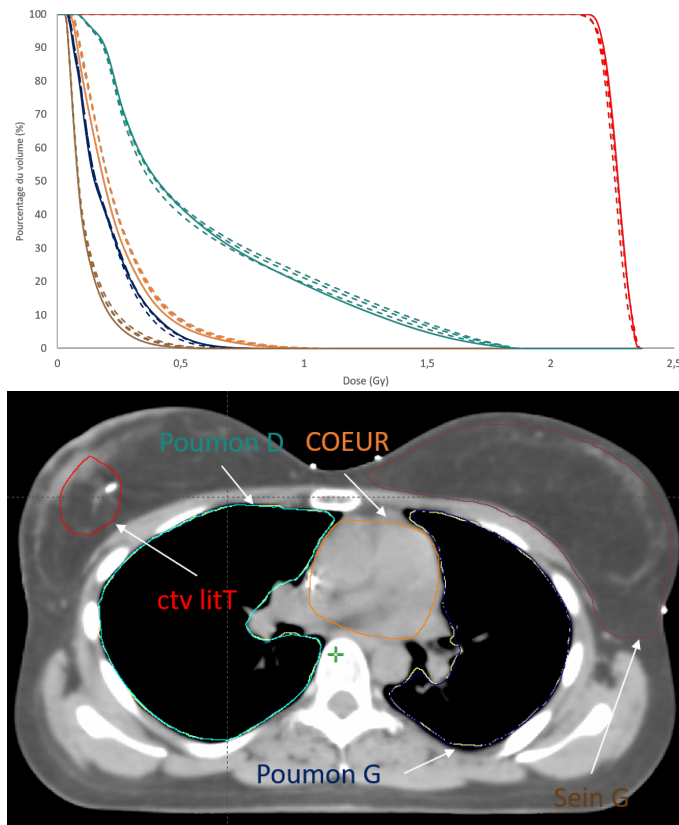 100
90
80
70
60
50
40
30
20
10
0
Pourcentage du volume (%)
0
0,5
1
1,5
2
2,5
Dose (Gy)
Poumon D
COEUR
ctv litT
Poumon G
Sein G